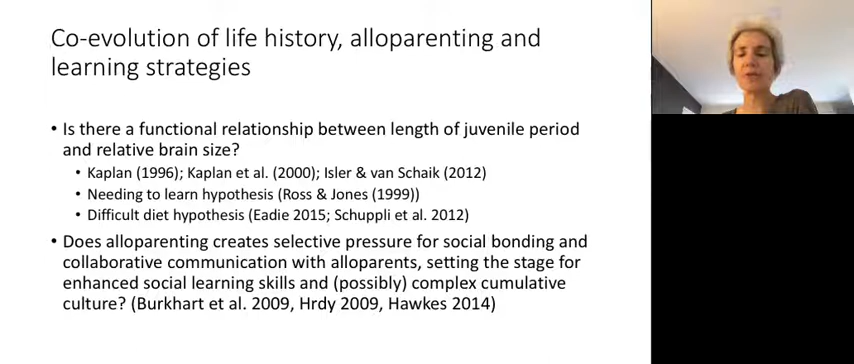 Co-evolution of life history, alloparenting and
learning strategies
• Is there a functional relationship between length of juvenile period
and relative brain size?
• Kaplan (1996); Kaplan et al. (2000); Isler & van Schaik (2012)
• Needing to learn hypothesis (Ross & Jones (1999))
• Difficult diet hypothesis (Eadie 2015; Schuppli et al. 2012)
• Does alloparenting creates selective pressure for social bonding and
collaborative communication with alloparents, setting the stage for
enhanced social learning skills and (possibly) complex cumulative
culture? (Burkhart et al. 2009, Hrdy 2009, Hawkes 2014)